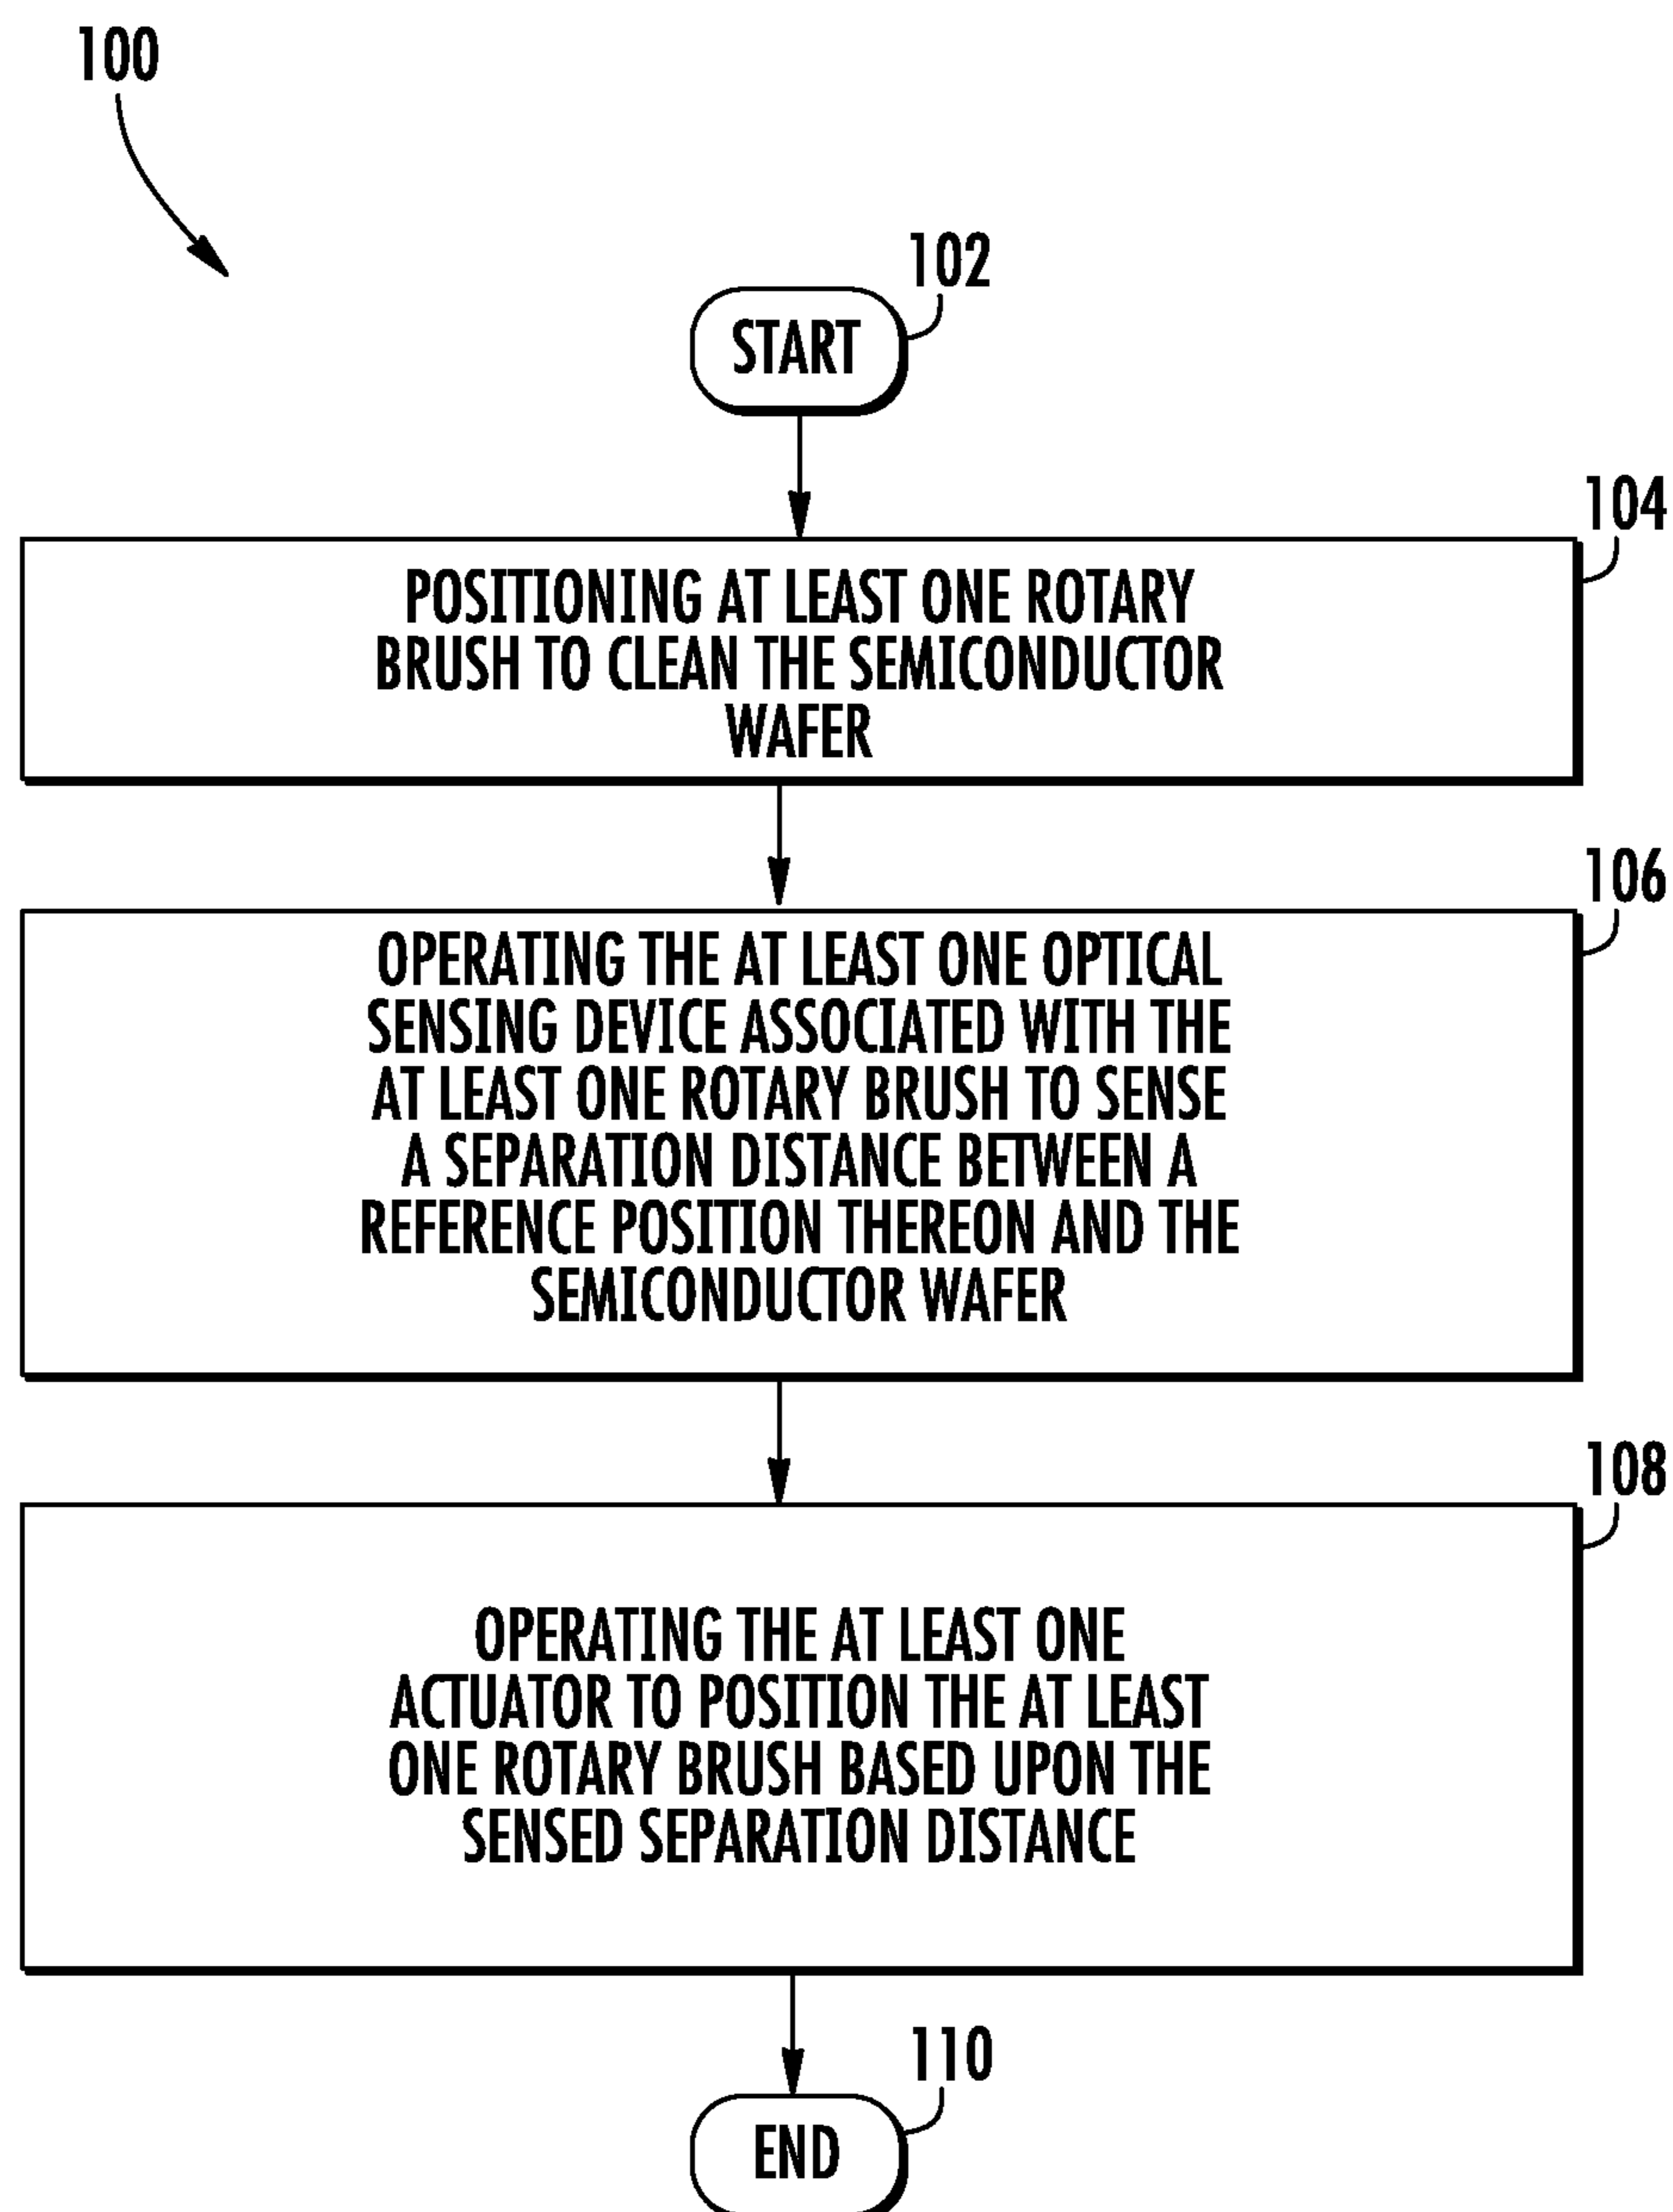 100
102
START
104
POSITIONING AT LEAST ONE ROTARY
BRUSH TO CLEAN THE SEMICONDUCTOR
WAFER
106
OPERATING THE AT LEAST ONE OPTICAL
SENSING DEVICE ASSOCIATED WITH THE
AT LEAST ONE ROTARY BRUSH TO SENSE
A SEPARATION DISTANCE BETWEEN A
REFERENCE POSITION THEREON AND THE
SEMICONDUCTOR WAFER
108
OPERATING THE AT LEAST ONE
ACTUATOR TO POSITION THE AT LEAST
ONE ROTARY BRUSH BASED UPON THE
SENSED SEPARATION DISTANCE
110
END